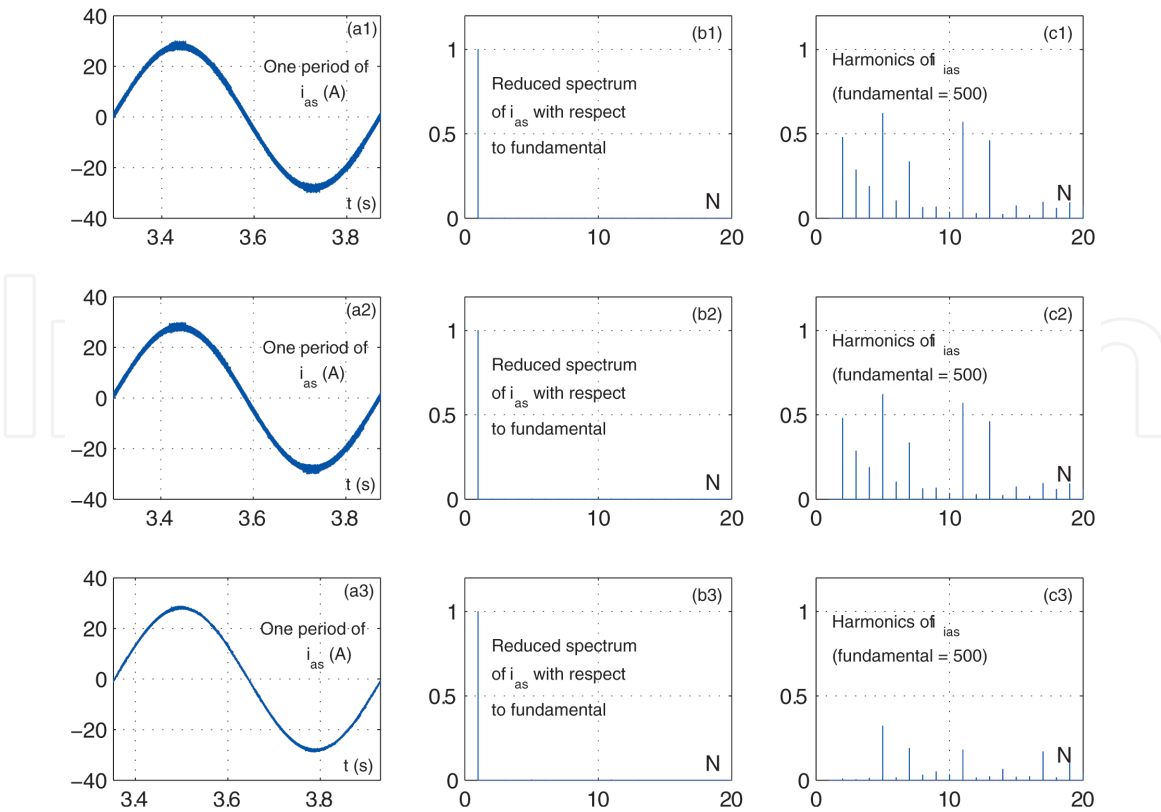 40
20
0
−20
−40
3.4
3.6
3.8
(a1)
One period of
i_as (A)
t (s)
1
0.5
0
0
10
20
(b1)
Reduced spectrum
of i_as with respect
to fundamental
N
1
0.5
0
0
10
20
(c1)
Harmonics of i_ias
(fundamental = 500)
N
40
20
0
−20
−40
3.4
3.6
3.8
(a2)
One period of
i_as (A)
t (s)
1
0.5
0
0
10
20
(b2)
Reduced spectrum
of i_as with respect
to fundamental
N
1
0.5
0
0
10
20
(c2)
Harmonics of i_ias
(fundamental = 500)
N
40
20
0
−20
−40
3.4
3.6
3.8
(a3)
One period of
i_as (A)
t (s)
1
0.5
0
0
10
20
(b3)
Reduced spectrum
of i_as with respect
to fundamental
N
1
0.5
0
0
10
20
(c3)
Harmonics of i_ias
(fundamental = 500)
N